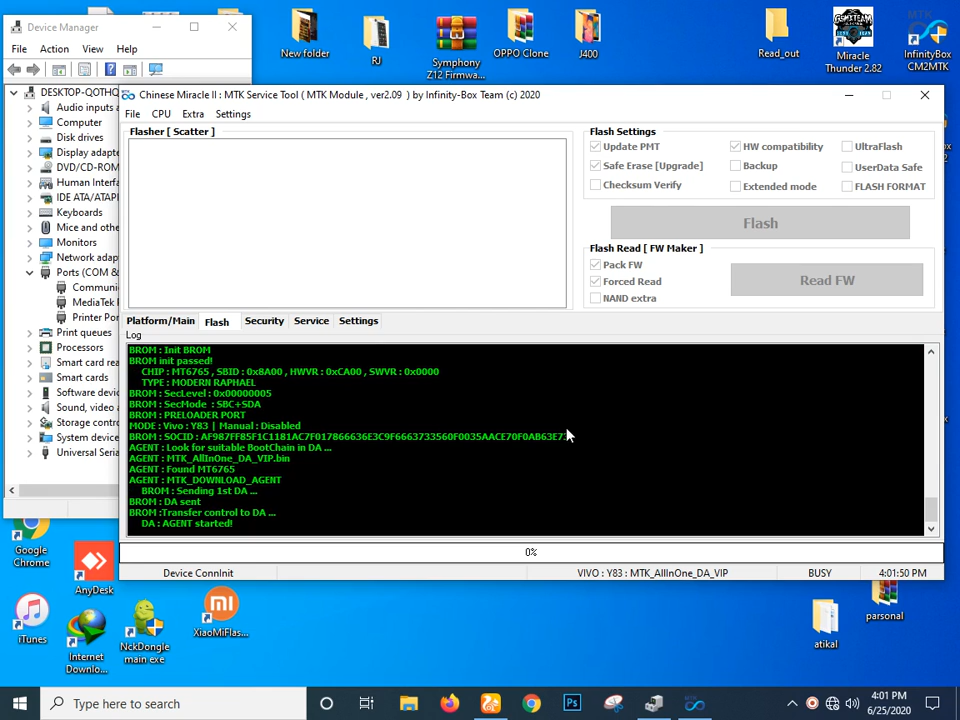 Device Manager
File Action View Help
DESKTOP-QOTHO
Audio inputs a
Computer
Disk drives
Display adapte
DVD/CD-ROM
Human Interfa
IDE ATA/ATAPI
Keyboards
Mice and othe
Monitors
Network adap
Ports (COM &
Communi
MediaTek P
Printer Por
Print queues
Processors
Smart card rea
Smart cards
Software devic
Sound, video a
Storage contro
System device
Universal Seria
New folder
RJ
Symphony
Z12 Firmwa...
OPPO Clone
J400
Read_out
GSMXTEAM
Miracle
Thunder 2.82
InfinityBox
CM2MTK
Chinese Miracle II : MTK Service Tool ( MTK Module , ver2.09 ) by Infinity-Box Team (c) 2020
File CPU Extra Settings
Flasher [ Scatter ]
Flash Settings
Update PMT HW compatibility UltraFlash
Safe Erase [Upgrade] Backup UserData Safe
Checksum Verify Extended mode FLASH FORMAT
Flash
Flash Read [ FW Maker ]
Pack FW
Forced Read
NAND extra
Read FW
Platform/Main Flash Security Service Settings
Log
BROM : Init BROM
BROM init passed!
CHIP : MT6765 , SBID : 0x8A00 , HWVR : 0xCA00 , SWVR : 0x0000
TYPE : MODERN RAPHAEL
BROM : SecLevel : 0x00000005
BROM : SecMode : SBC+SDA
BROM : PRELOADER PORT
MODE : Vivo : Y83 | Manual : Disabled
BROM : SOCID : AF987FF85F1C1181AC7F017866636E3C9F6663733560F0035AACE70F0AB63E7
AGENT : Look for suitable BootChain in DA ...
AGENT : MTK_AllInOne_DA_VIP.bin
AGENT : Found MT6765
AGENT : MTK_DOWNLOAD_AGENT
BROM : Sending 1st DA ...
BROM : DA sent
BROM :Transfer control to DA ...
DA : AGENT started!
0%
Device ConnInit VIVO : Y83 : MTK_AllInOne_DA_VIP BUSY 4:01:50 PM
Google
Chrome
AnyDesk
iTunes
Internet
Downlo...
NckDongle
main exe
XiaoMiFlas...
atikal
parsonal
Type here to search
4:01 PM
6/25/2020